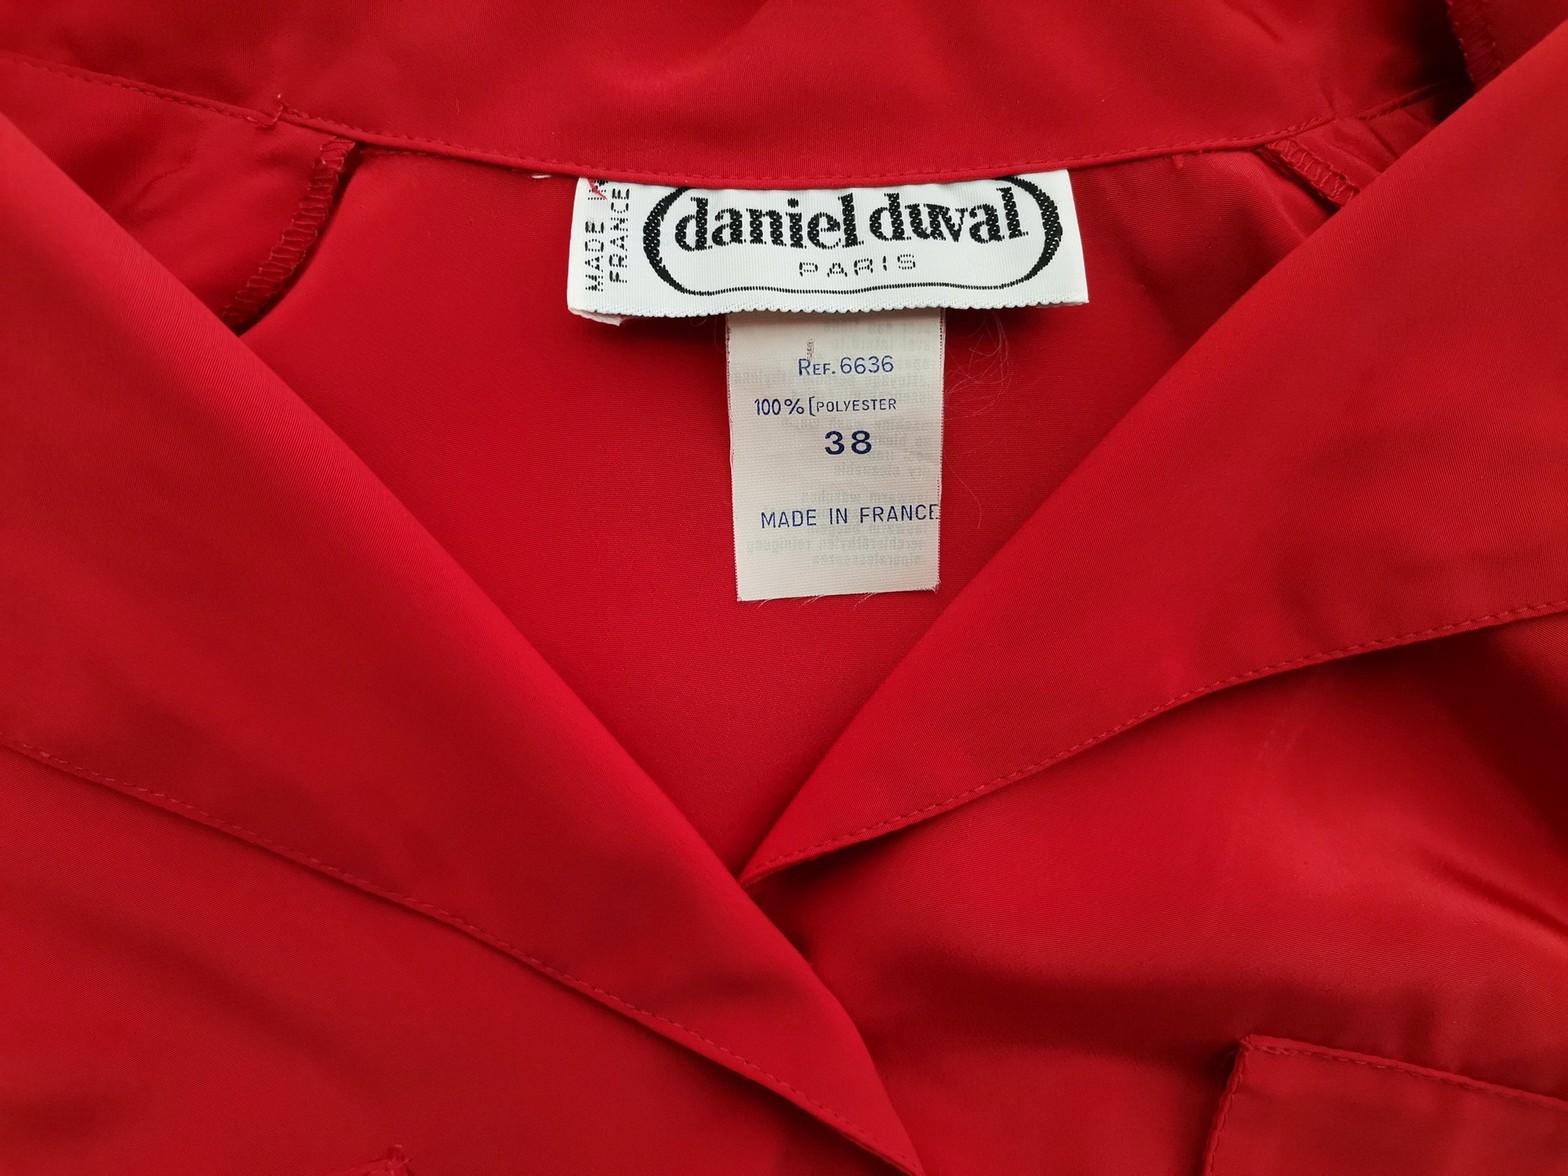 MADE IN
FRANCE
daniel duval
PARIS
REF. 6636
100% [POLYESTER
38
MADE IN FRANCE